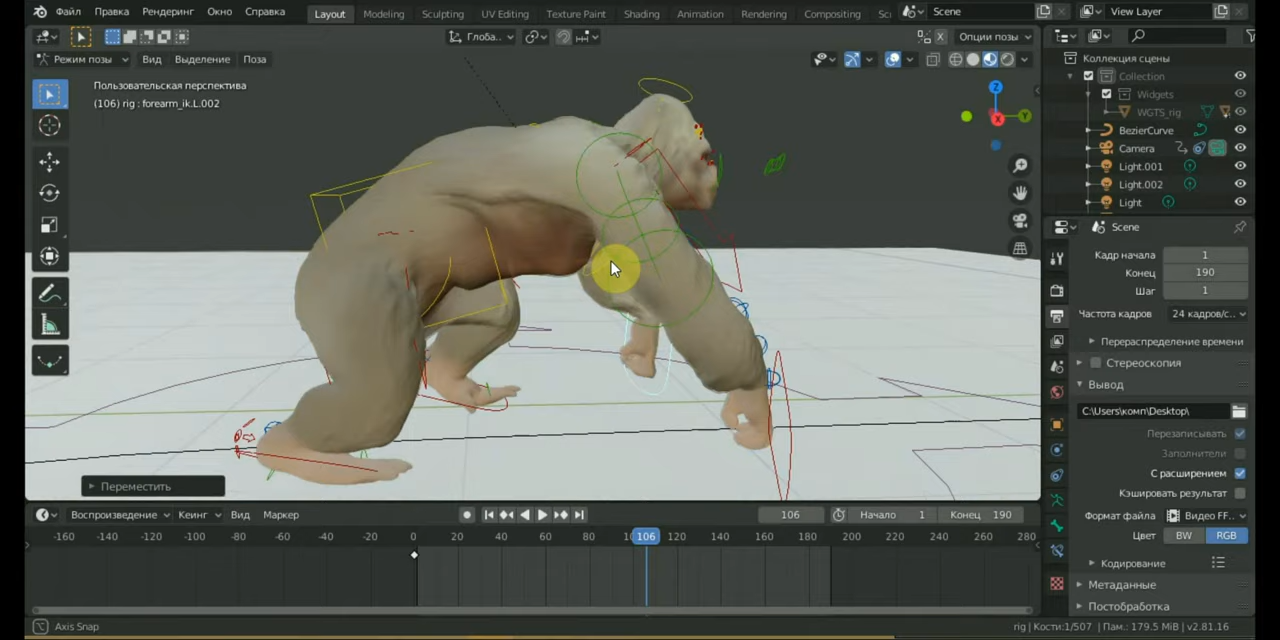 Файл Правка Рендеринг Окно Справка Layout Modeling Sculpting UV Editing Texture Paint Shading Animation Rendering Compositing Sc Scene View Layer
Глоба.. Опции позы
Режим позы Вид Выделение Поза
Пользовательская перспектива
(106) rig : forearm_ik.L.002
Z
Y
X
Переместить
Коллекция сцены
Collection
Widgets
WGTS_rig
BezierCurve
Camera
Light.001
Light.002
Light
Scene
Кадр начала 1
Конец 190
Шаг 1
Частота кадров 24 кадров/с..
Перераспределение времени
Стереоскопия
Вывод
C:\Users\комп\Desktop\
Перезаписывать
Заполнители
С расширением
Кэшировать результат
Формат файла Видео FF..
Цвет BW RGB
Кодирование
Метаданные
Постобработка
Воспроизведение Кеинг Вид Маркер 106 Начало 1 Конец 190
-160 -140 -120 -100 -80 -60 -40 -20 0 20 40 60 80 106 120 140 160 180 200 220 240 260 280
Axis Snap rig | Кости:1/507 | Пам.: 179.5 MiB | v2.81.16